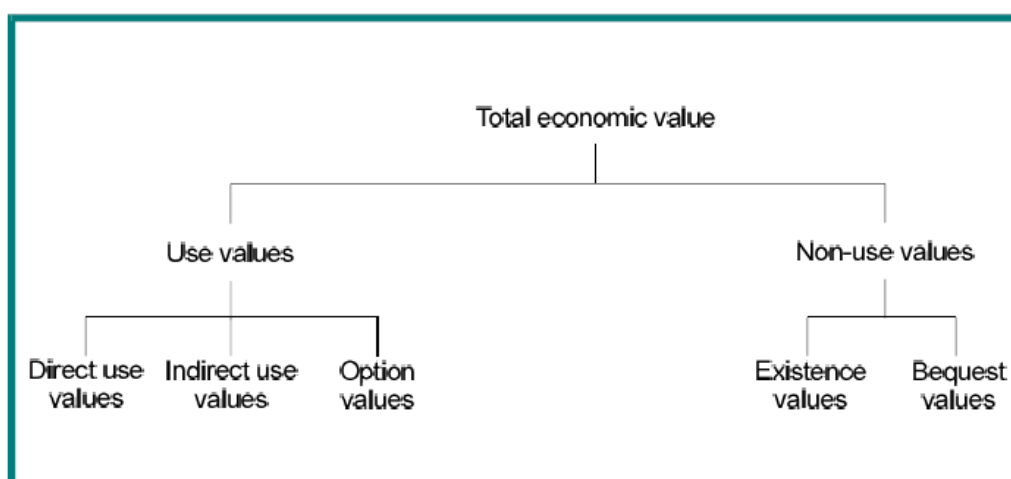 Total economic value
Use values
Non-use values
Direct use values
Indirect use values
Option values
Existence values
Bequest values